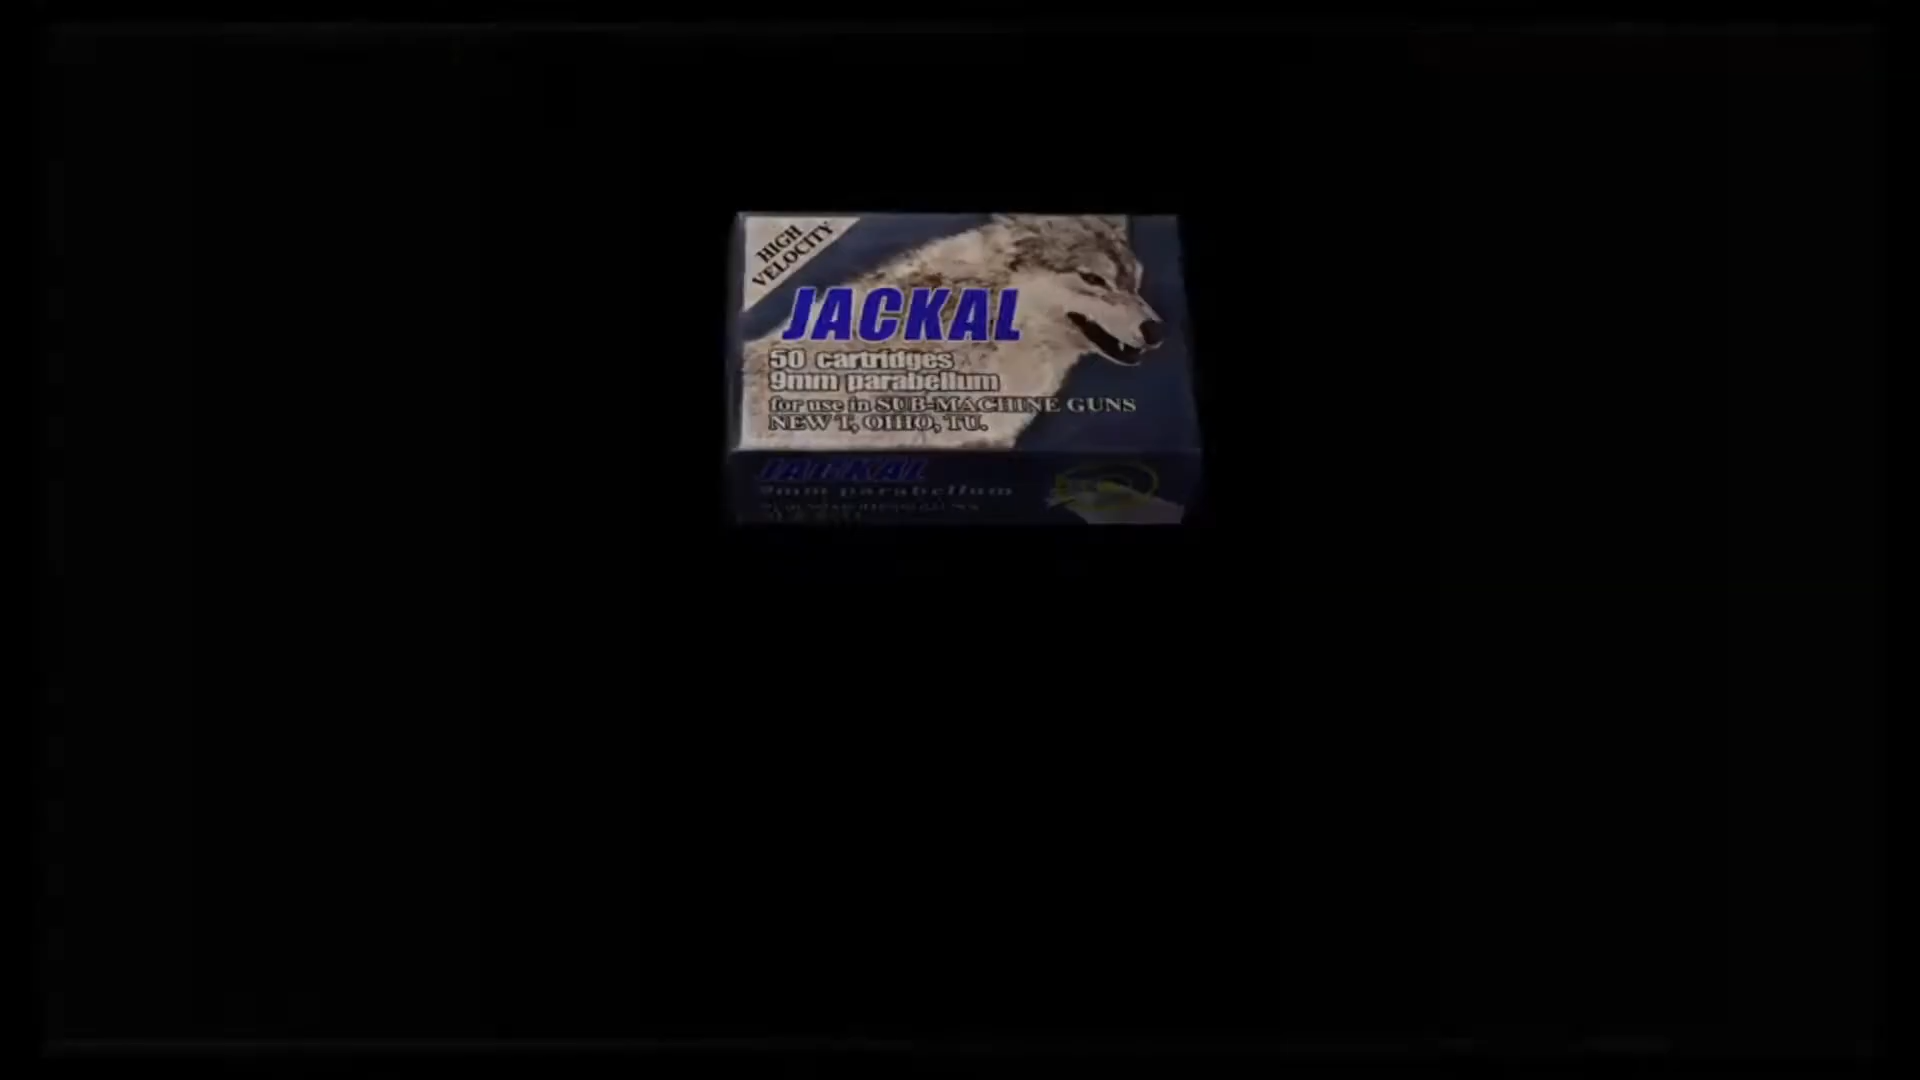 HIGH
VELOCITY
JACKAL
50 cartridges
9mm parabellum
for use in SUB-MACHINE GUNS
NEW T, OHIO, TU.
JACKAL
9mm parabellum